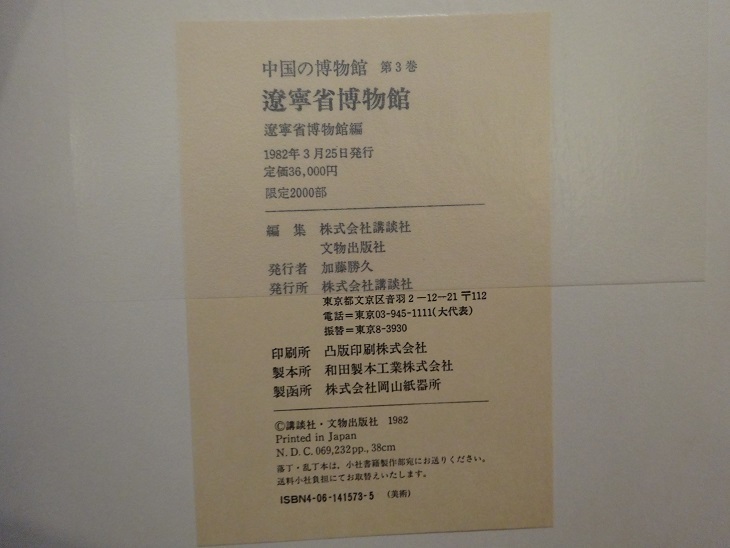 中国の博物館 第3巻
遼寧省博物館
遼寧省博物館編
1982年3月25日発行
定価36,000円
限定2000部
編 集 株式会社講談社
文物出版社
発行者 加藤勝久
発行所 株式会社講談社
東京都文京区音羽2−12−21 〒112
電話=東京03-945-1111(大代表)
振替=東京8-3930
印刷所 凸版印刷株式会社
製本所 和田製本工業株式会社
製函所 株式会社岡山紙器所
©講談社・文物出版社 1982
Printed in Japan
N.D.C.069,232pp.,38cm
落丁・乱丁本は、小社書籍製作部宛にお送りください。
送料小社負担にてお取替えいたします。
ISBN4-06-141573-5 (美術)